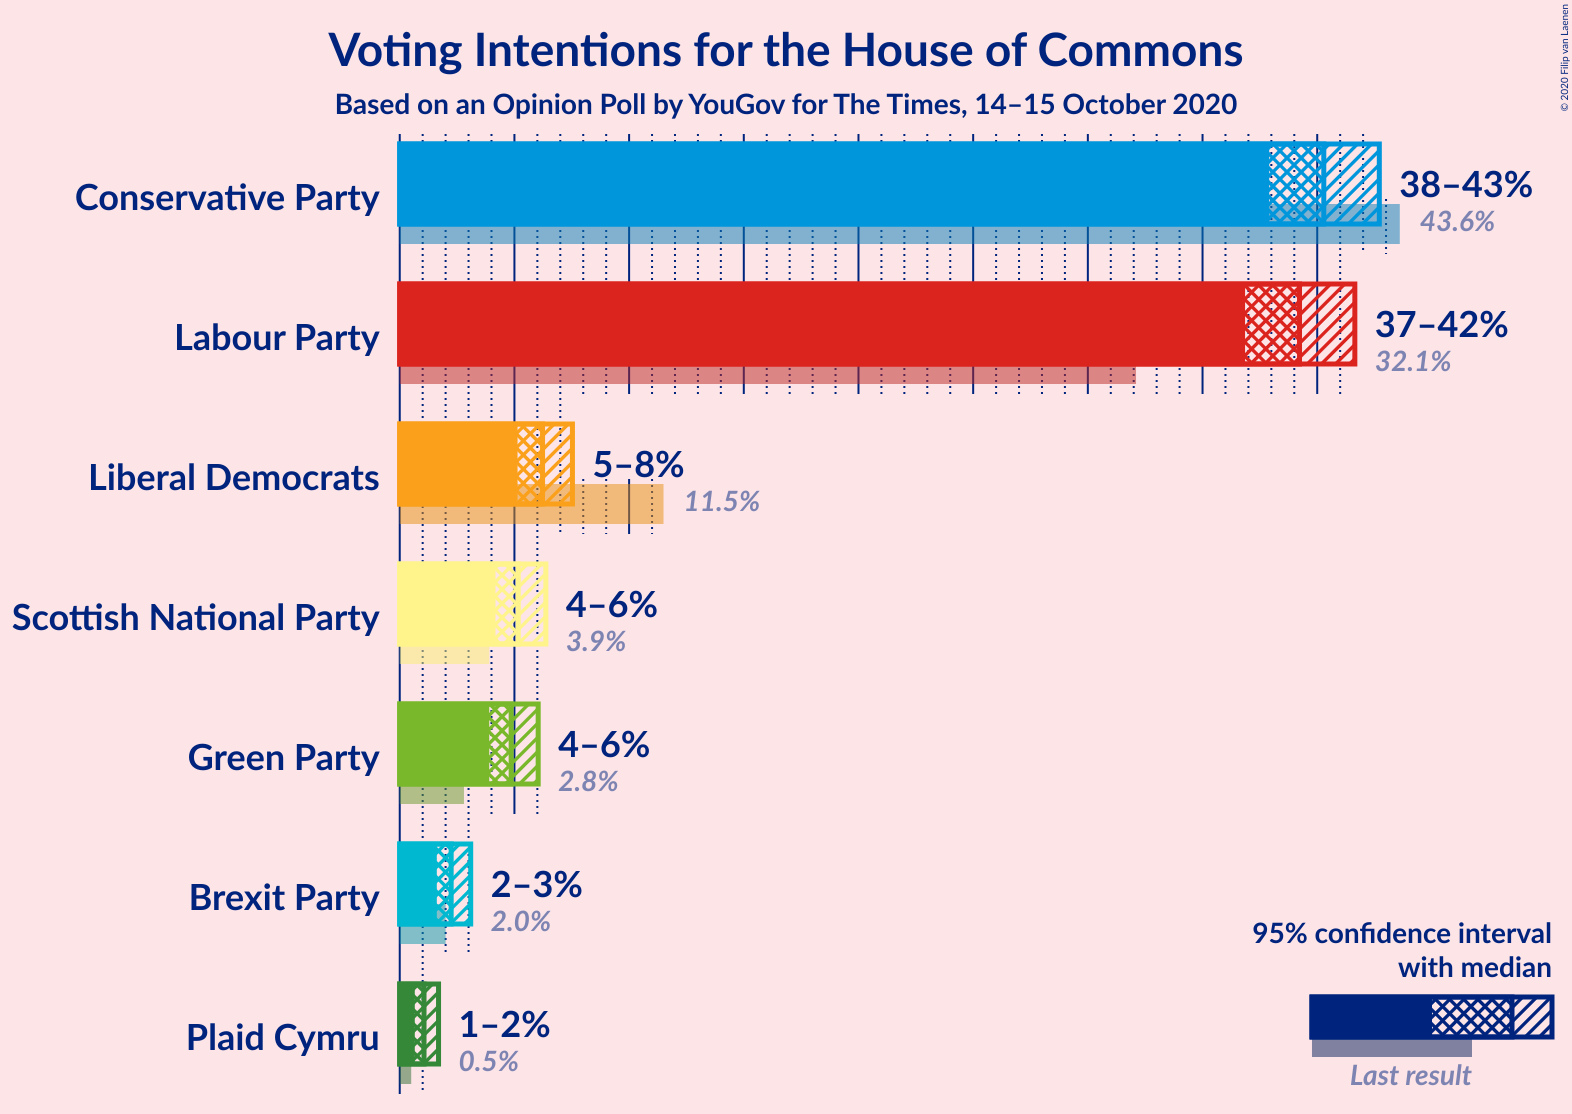 Voting Intentions for the House of Commons
Based on an Opinion Poll by YouGov for The Times, 14–15 October 2020
© 2020 Filip van Laenen
Conservative Party
38–43%
43.6%
Labour Party
37–42%
32.1%
Liberal Democrats
5–8%
11.5%
Scottish National Party
4–6%
3.9%
Green Party
4–6%
2.8%
Brexit Party
2–3%
2.0%
Plaid Cymru
1–2%
0.5%
95% confidence interval
with median
Last result